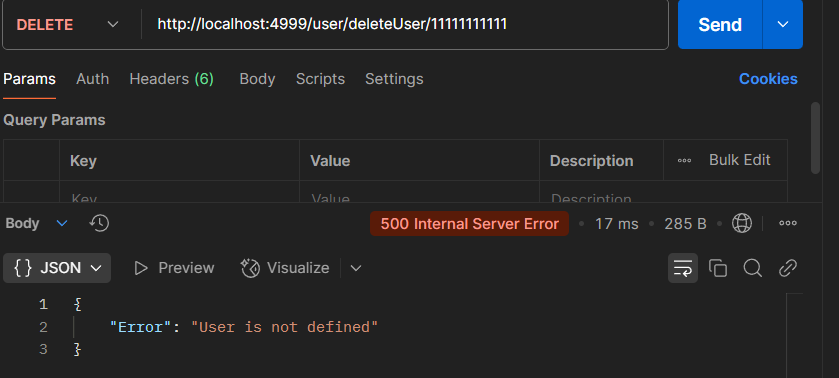 DELETE http://localhost:4999/user/deleteUser/11111111111 Send
Params Auth Headers (6) Body Scripts Settings Cookies
Query Params
Key Value Description Bulk Edit
Key Value Description
Body 500 Internal Server Error • 17 ms • 285 B
{} JSON Preview Visualize
1 {
2 "Error": "User is not defined"
3 }